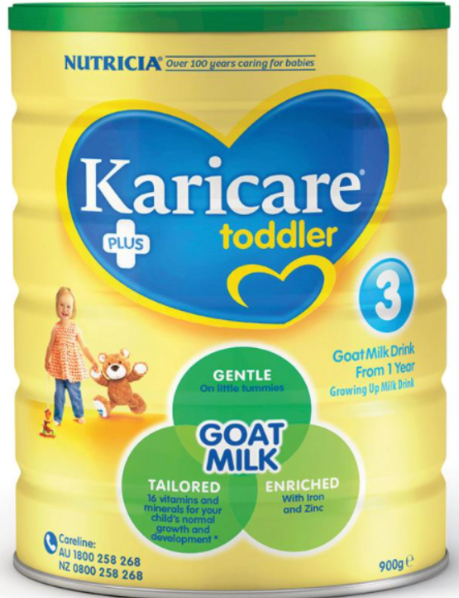 NUTRICIA® Over 100 years caring for babies
Karicare®
PLUS
toddler
3
Goat Milk Drink
From 1 Year
Growing Up Milk Drink
GENTLE
On little tummies
GOAT
MILK
TAILORED
16 vitamins and
minerals for your
child's normal
growth and
development *
ENRICHED
With Iron
and Zinc
Careline:
AU 1800 258 268
NZ 0800 258 268
900g e